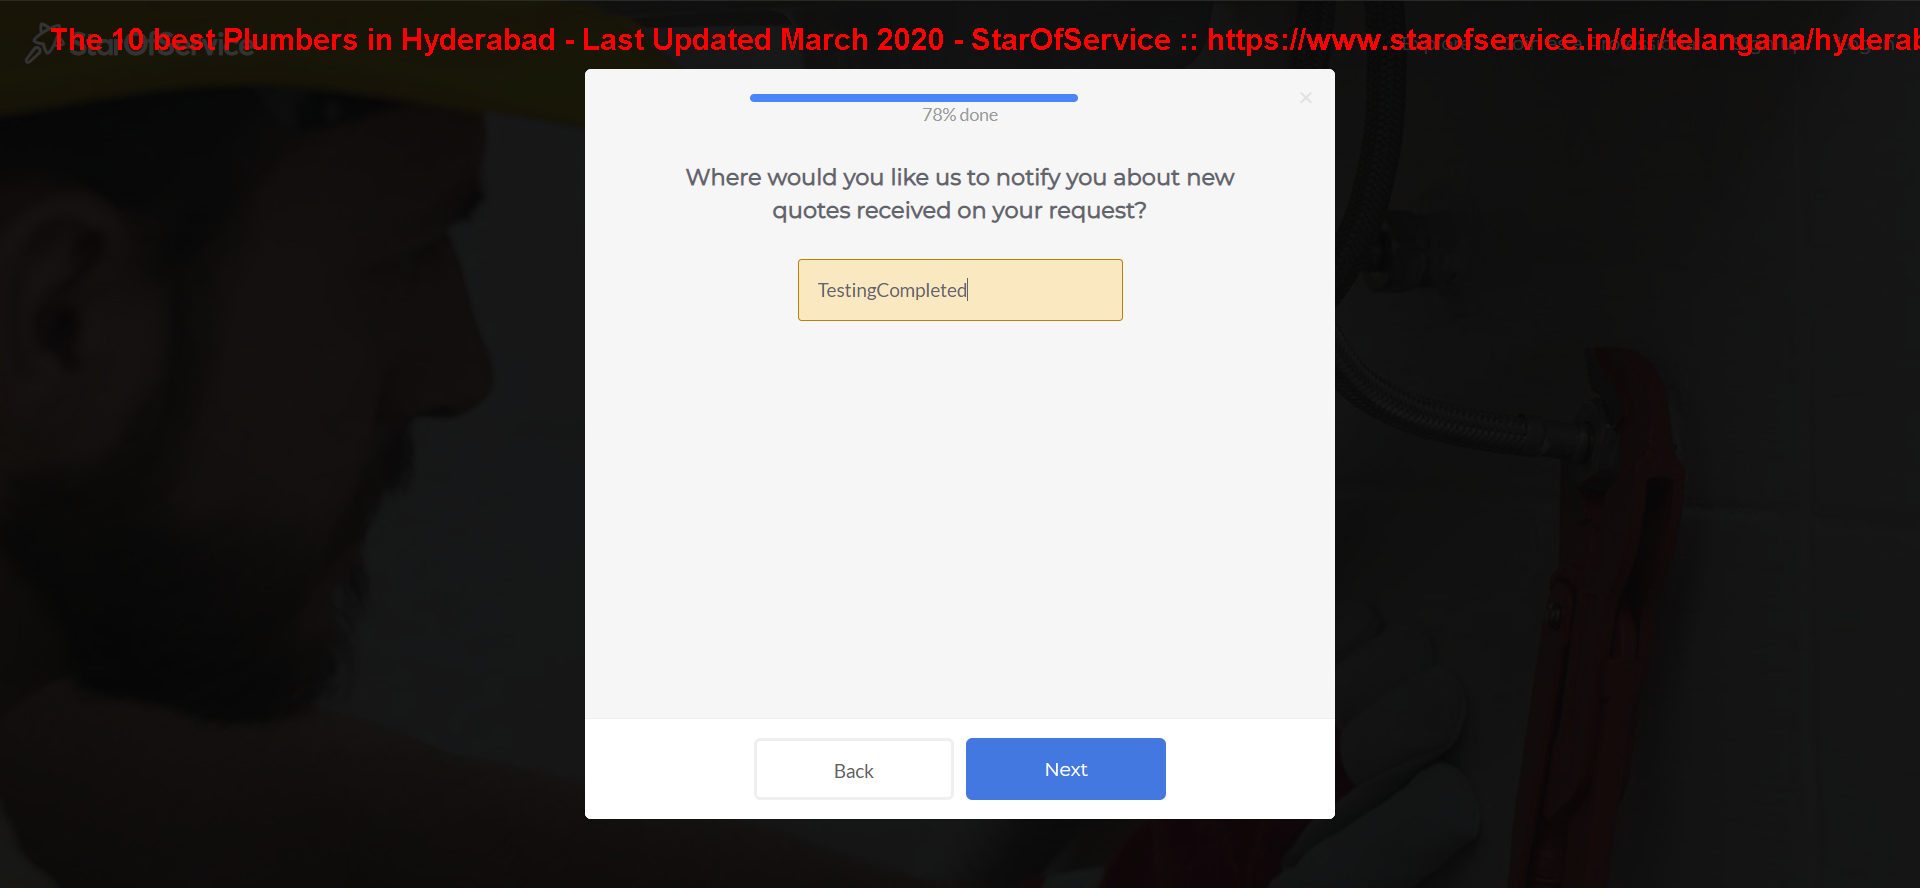 The 10 best Plumbers in Hyderabad - Last Updated March 2020 - StarOfService :: https://www.starofservice.in/dir/telangana/hyderab
StarOfService
78% done
Where would you like us to notify you about new
quotes received on your request?
TestingCompleted
Back
Next